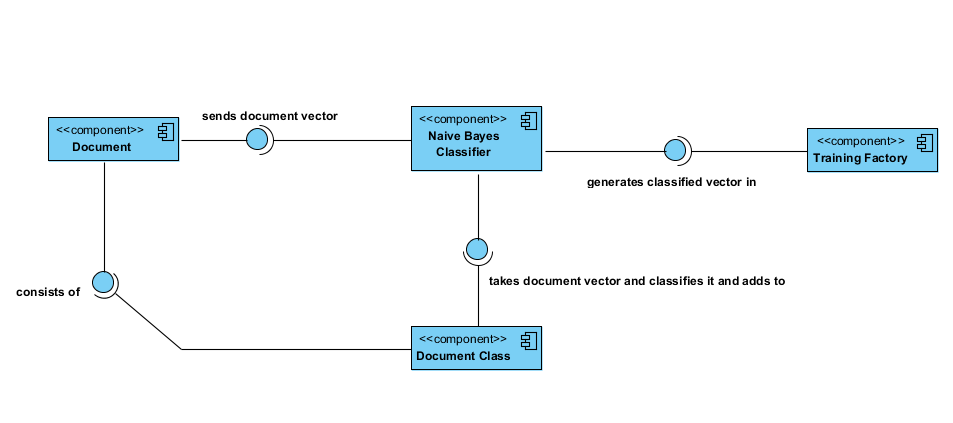 sends document vector
<<component>>
Document
<<component>>
Naive Bayes
Classifier
<<component>>
Training Factory
generates classified vector in
consists of
takes document vector and classifies it and adds to
<<component>>
Document Class